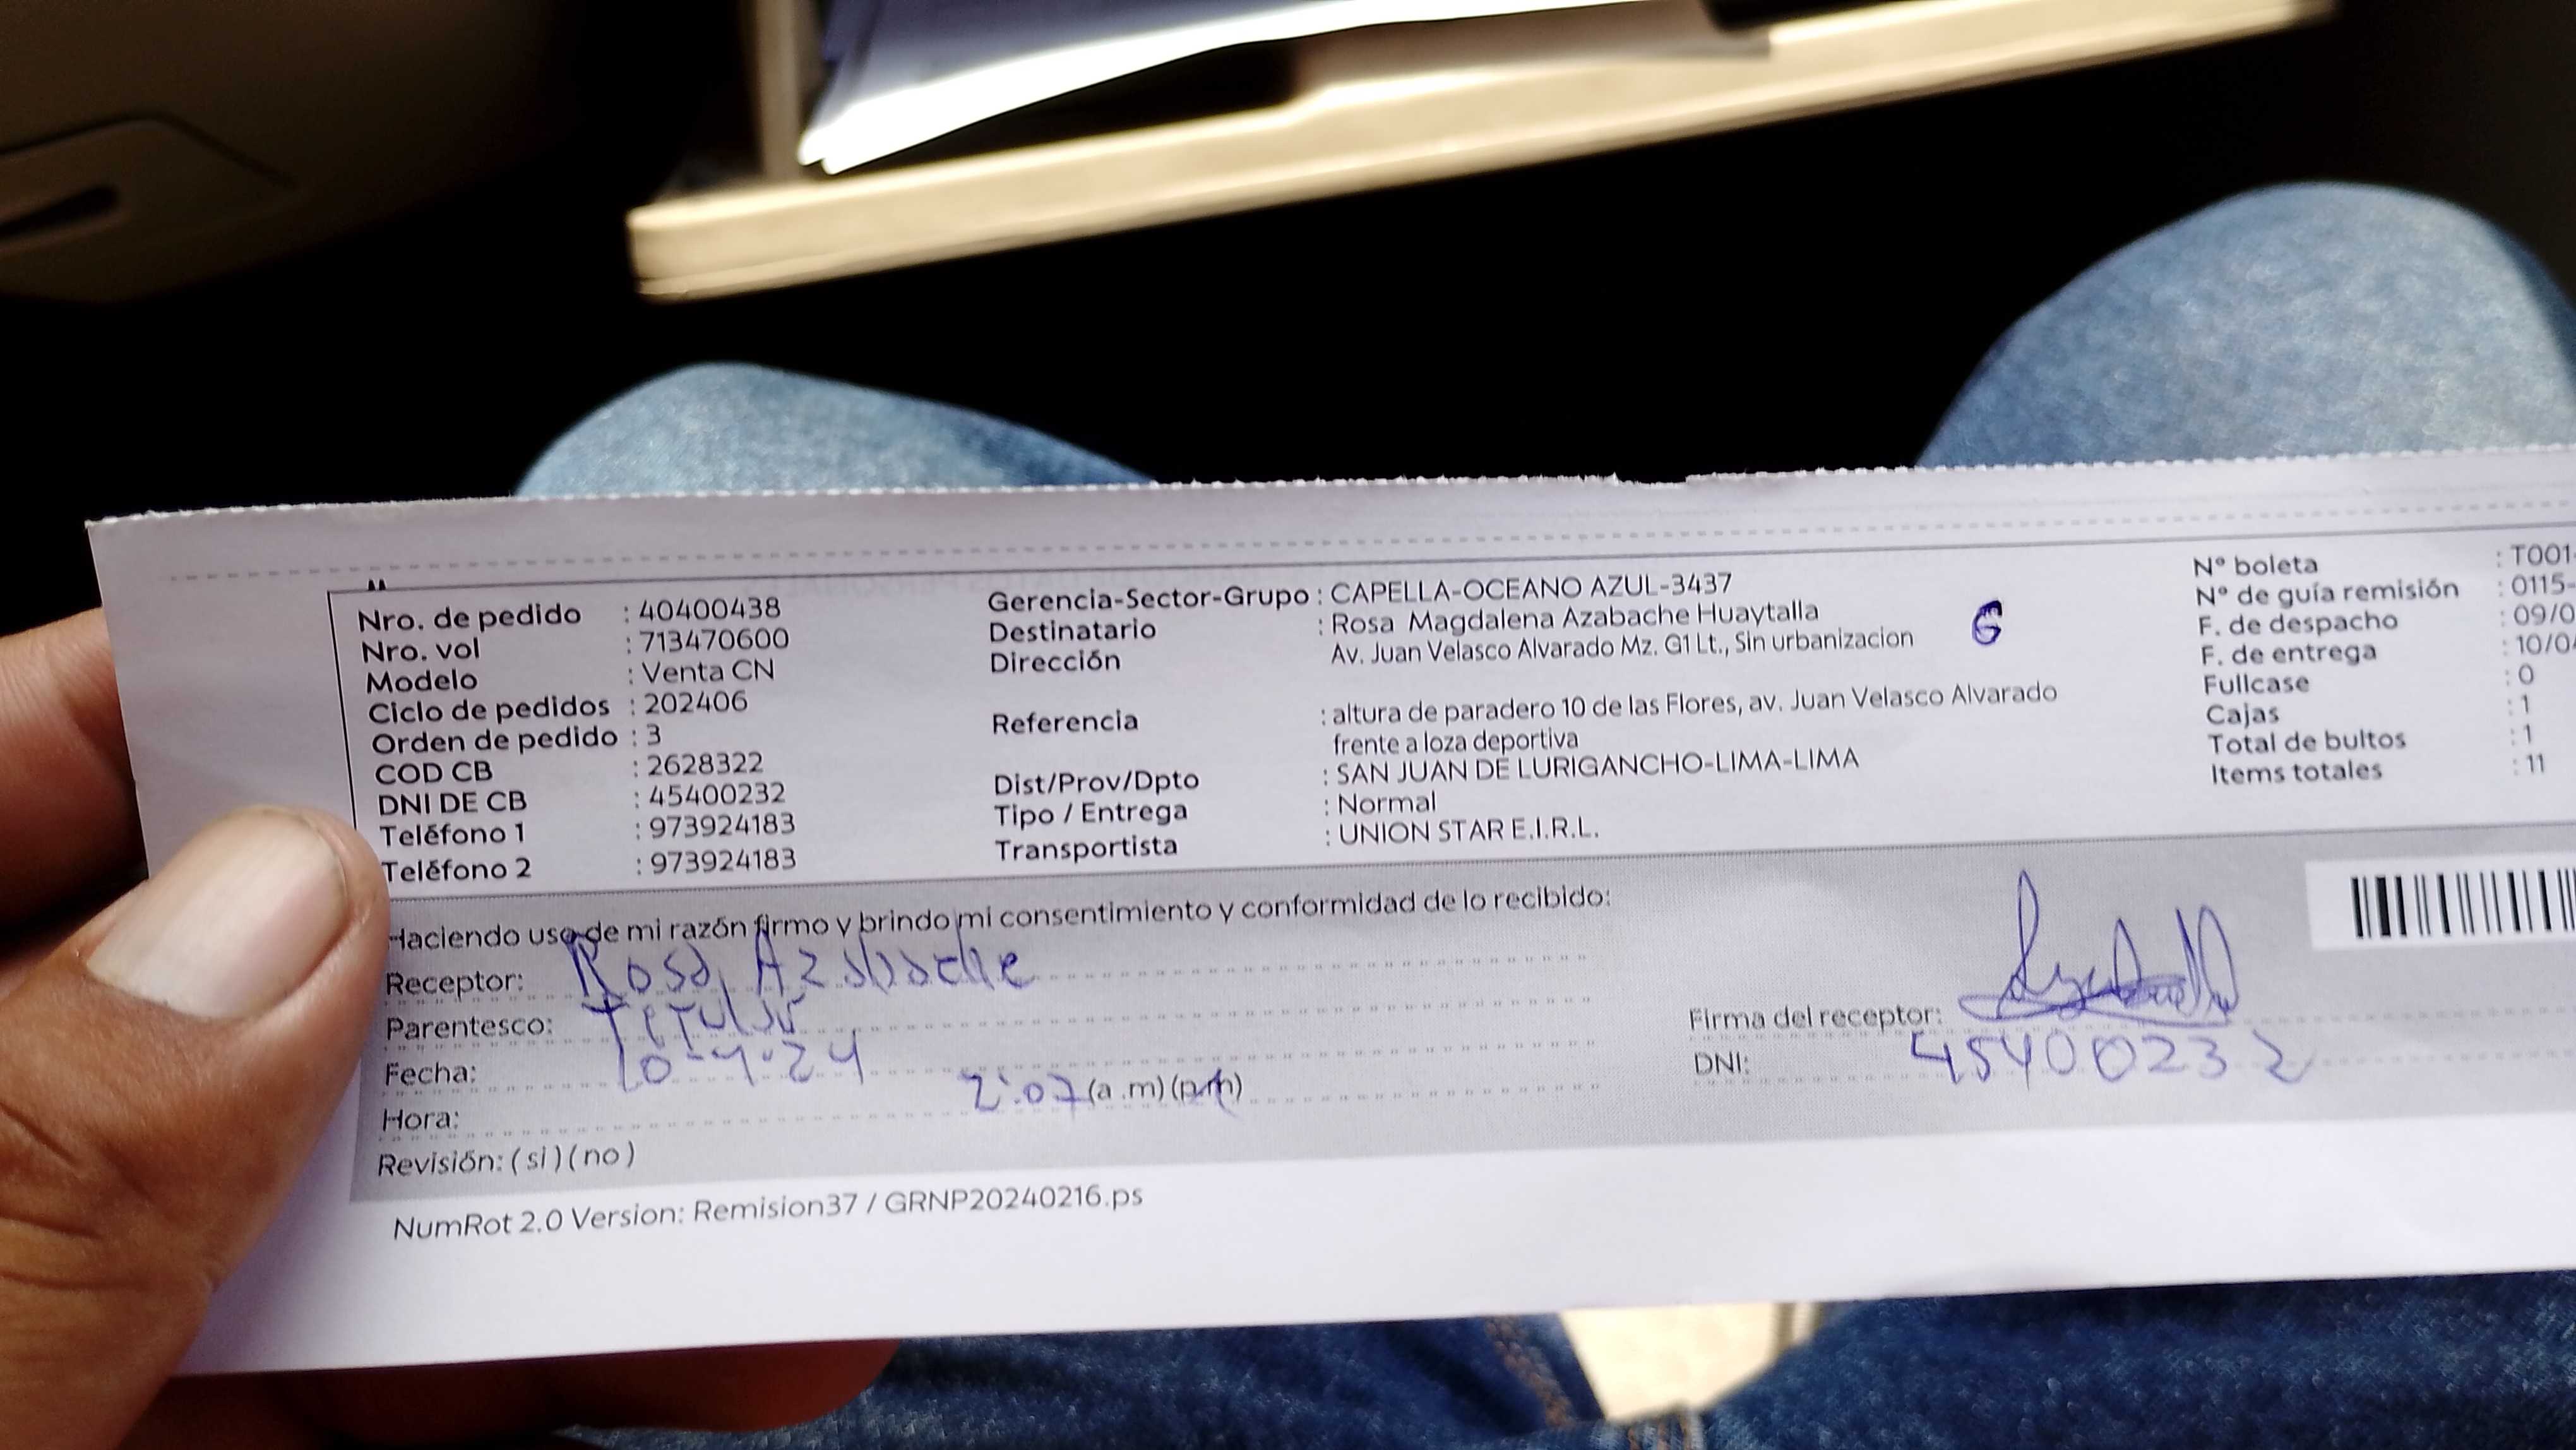 Nro. de pedido : 40400438
Nro. vol : 713470600
Modelo : Venta CN
Ciclo de pedidos : 202406
Orden de pedido : 3
COD CB : 2628322
DNI DE CB : 45400232
Teléfono 1 : 973924183
Teléfono 2 : 973924183
Gerencia-Sector-Grupo : CAPELLA-OCEANO AZUL-3437
Destinatario : Rosa Magdalena Azabache Huaytalla
Dirección Av. Juan Velasco Alvarado Mz. G1 Lt., Sin urbanizacion
G
Referencia : altura de paradero 10 de las Flores, av. Juan Velasco Alvarado
frente a loza deportiva
Dist/Prov/Dpto : SAN JUAN DE LURIGANCHO-LIMA-LIMA
Tipo / Entrega : Normal
Transportista : UNION STAR E.I.R.L.
N° boleta : T001-
N° de guía remisión : 0115-
F. de despacho : 09/0
F. de entrega : 10/04
Fullcase : 0
Cajas : 1
Total de bultos : 1
Items totales : 11
Haciendo uso de mi razón firmo y brindo mi consentimiento y conformidad de lo recibido:
Receptor: Rosa Azabache
Parentesco: Titular
Fecha: 10-4-24
Hora: 2:07 (a .m) (p.m)
Revisión: ( si ) ( no )
Firma del receptor:
DNI: 45400232
NumRot 2.0 Version: Remision37 / GRNP20240216.ps